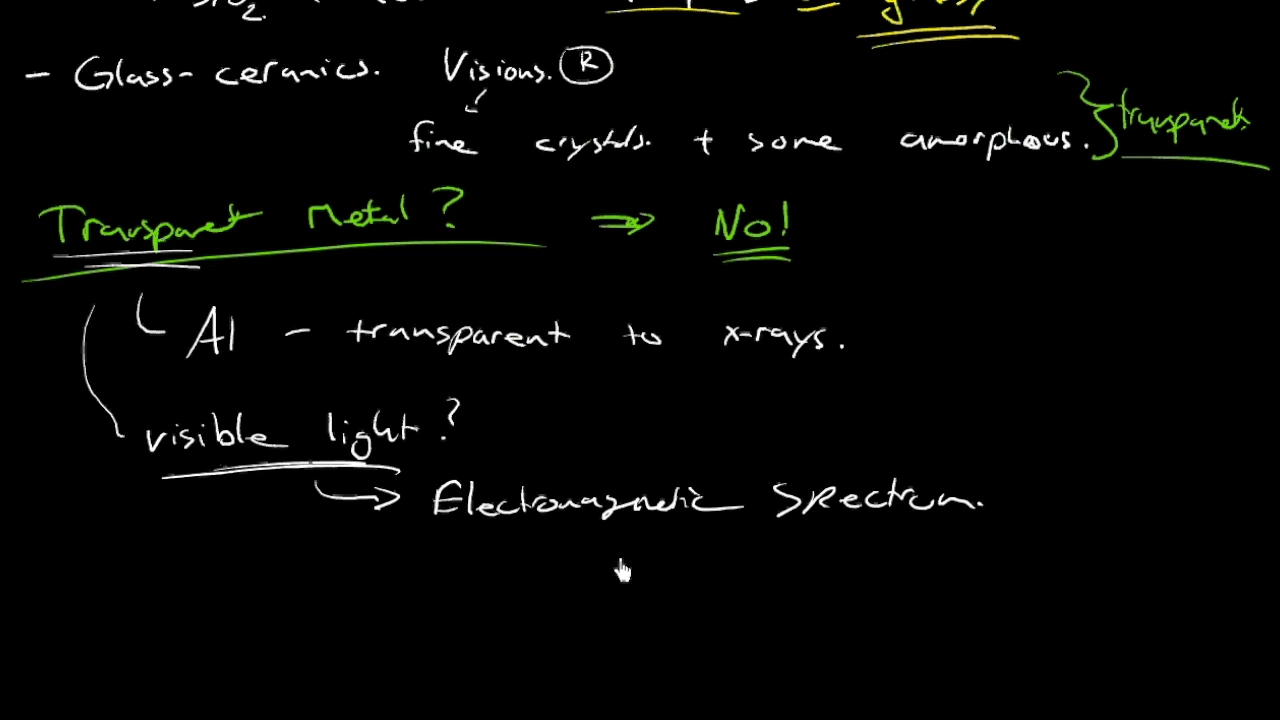 SiO2
- Glass-ceramics. Visions. ®
fine crystals. + some amorphous. } transparent.
Transparent Metal? ⇒ No!
Al - transparent to x-rays.
visible light?
→ Electromagnetic Spectrum.